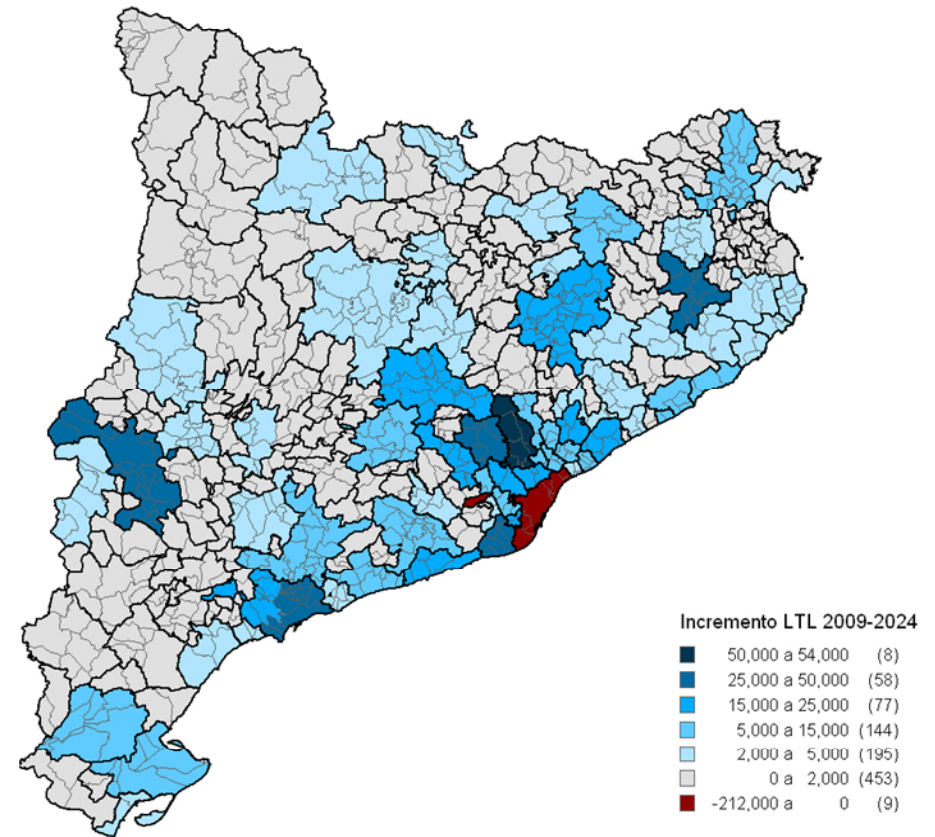 Incremento LTL 2009-2024
50,000 a 54,000 (8)
25,000 a 50,000 (58)
15,000 a 25,000 (77)
5,000 a 15,000 (144)
2,000 a 5,000 (195)
0 a 2,000 (453)
-212,000 a 0 (9)